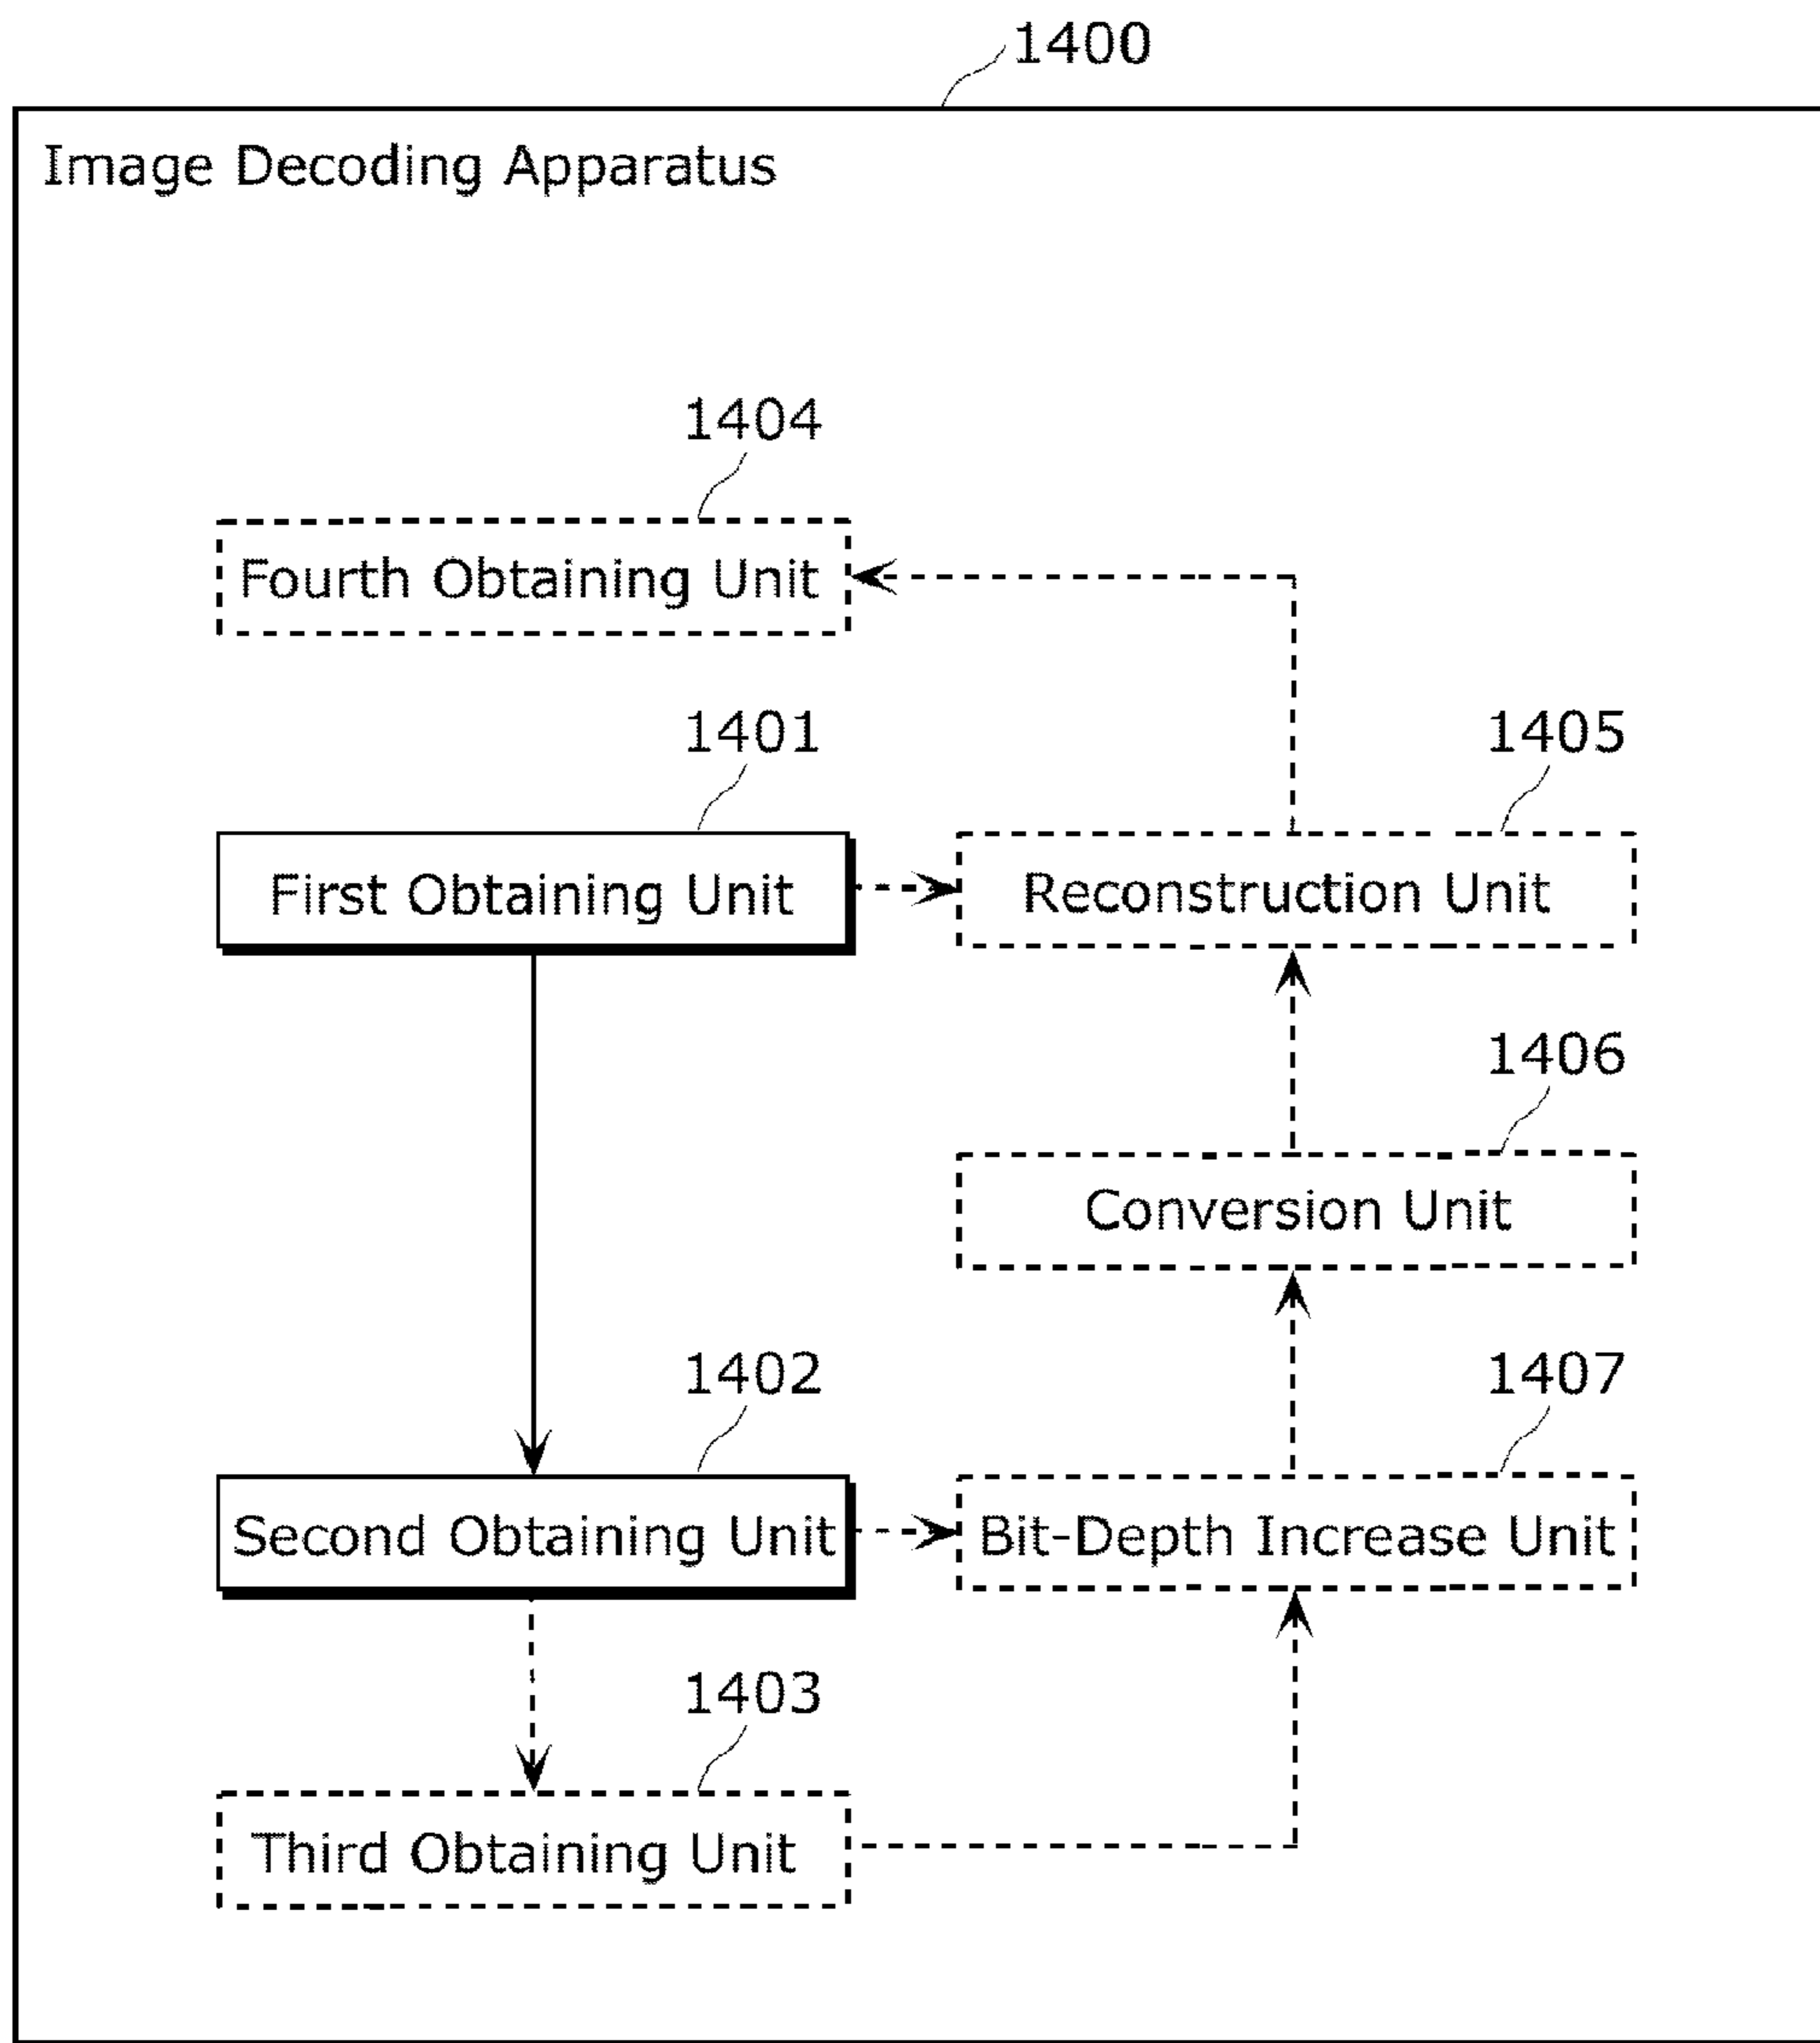 1400
Image Decoding Apparatus
1404
Fourth Obtaining Unit
1401
1405
First Obtaining Unit
Reconstruction Unit
1406
Conversion Unit
1402
1407
Second Obtaining Unit
Bit-Depth Increase Unit
1403
Third Obtaining Unit